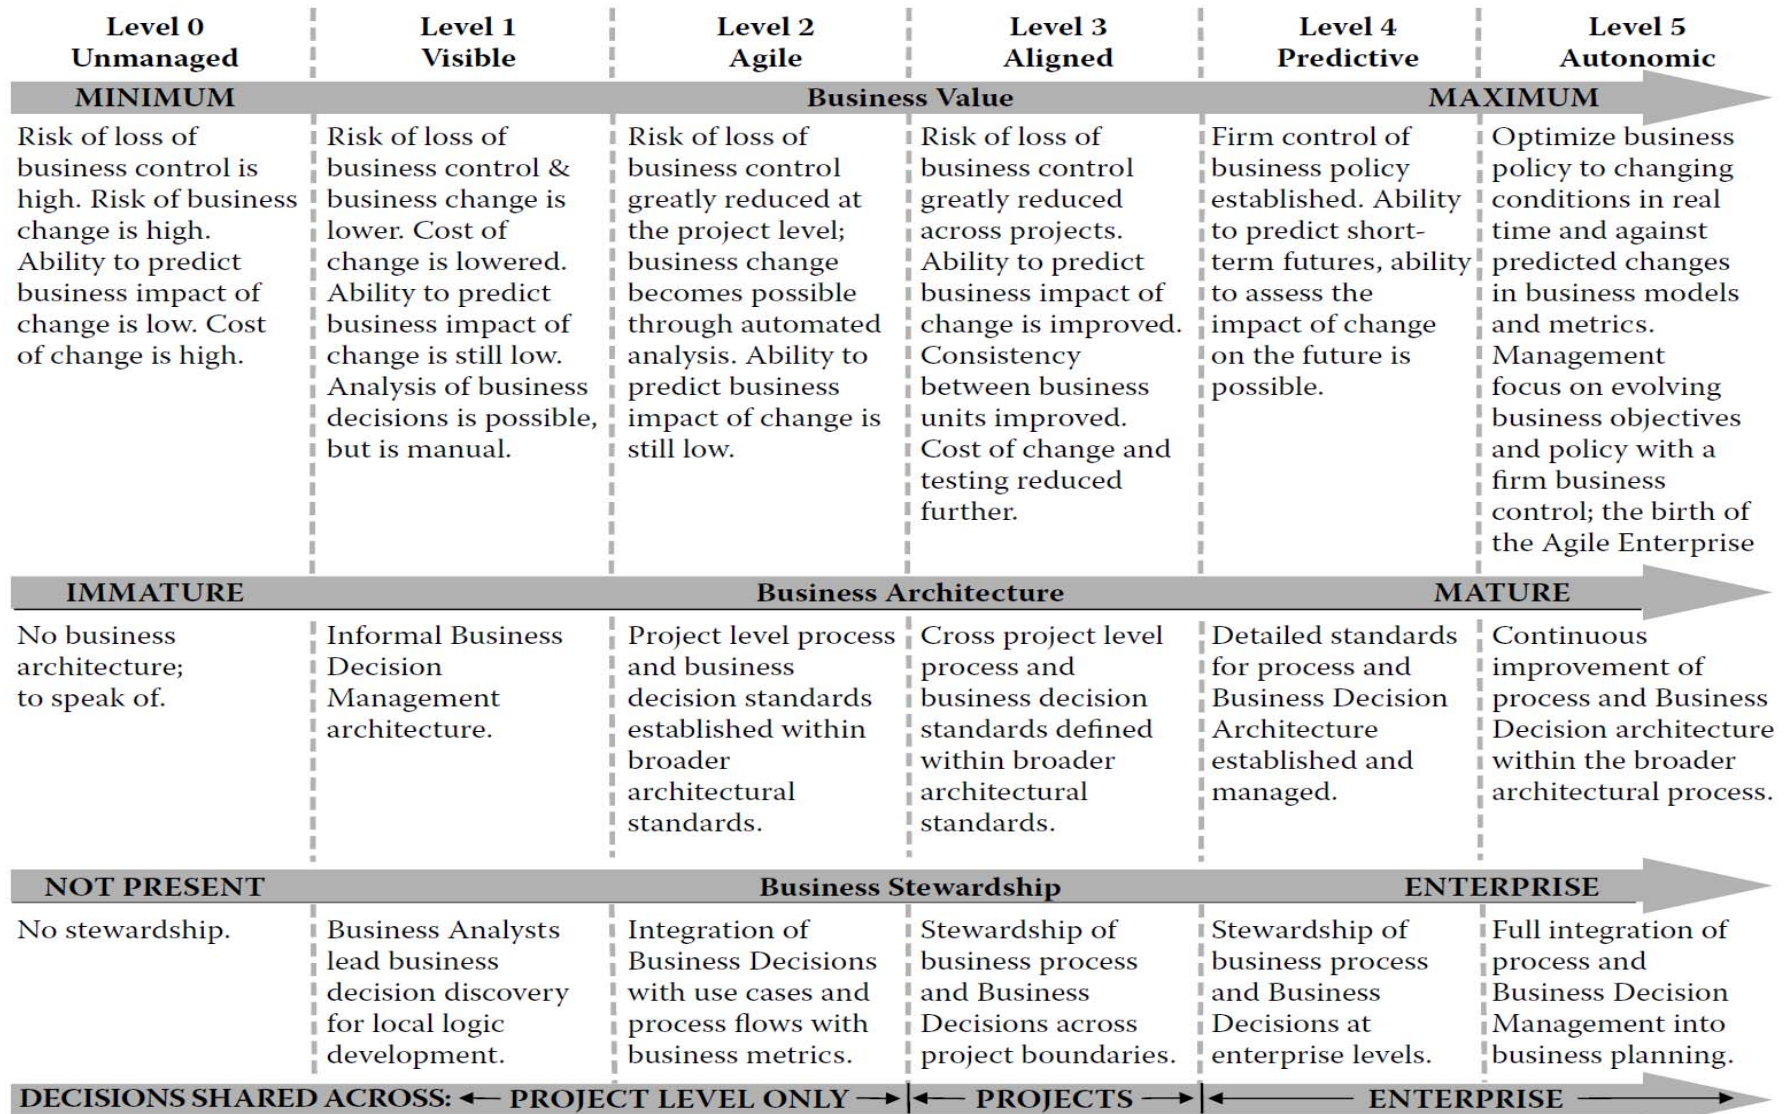 Level 0
Unmanaged
Level 1
Visible
Level 2
Agile
Level 3
Aligned
Level 4
Predictive
Level 5
Autonomic
MINIMUM
Business Value
MAXIMUM
Risk of loss of
business control is
high. Risk of business
change is high.
Ability to predict
business impact of
change is low. Cost
of change is high.
Risk of loss of
business control &
business change is
lower. Cost of
change is lowered.
Ability to predict
business impact of
change is still low.
Analysis of business
decisions is possible,
but is manual.
Risk of loss of
business control
greatly reduced at
the project level;
business change
becomes possible
through automated
analysis. Ability to
predict business
impact of change is
still low.
Risk of loss of
business control
greatly reduced
across projects.
Ability to predict
business impact of
change is improved.
Consistency
between business
units improved.
Cost of change and
testing reduced
further.
Firm control of
business policy
established. Ability
to predict short-
term futures, ability
to assess the
impact of change
on the future is
possible.
Optimize business
policy to changing
conditions in real
time and against
predicted changes
in business models
and metrics.
Management
focus on evolving
business objectives
and policy with a
firm business
control; the birth of
the Agile Enterprise
IMMATURE
Business Architecture
MATURE
No business
architecture;
to speak of.
Informal Business
Decision
Management
architecture.
Project level process
and business
decision standards
established within
broader
architectural
standards.
Cross project level
process and
business decision
standards defined
within broader
architectural
standards.
Detailed standards
for process and
Business Decision
Architecture
established and
managed.
Continuous
improvement of
process and Business
Decision architecture
within the broader
architectural process.
NOT PRESENT
Business Stewardship
ENTERPRISE
No stewardship.
Business Analysts
lead business
decision discovery
for local logic
development.
Integration of
Business Decisions
with use cases and
process flows with
business metrics.
Stewardship of
business process
and Business
Decisions across
project boundaries.
Stewardship of
business process
and Business
Decisions at
enterprise levels.
Full integration of
process and
Business Decision
Management into
business planning.
DECISIONS SHARED ACROSS: PROJECT LEVEL ONLY PROJECTS ENTERPRISE